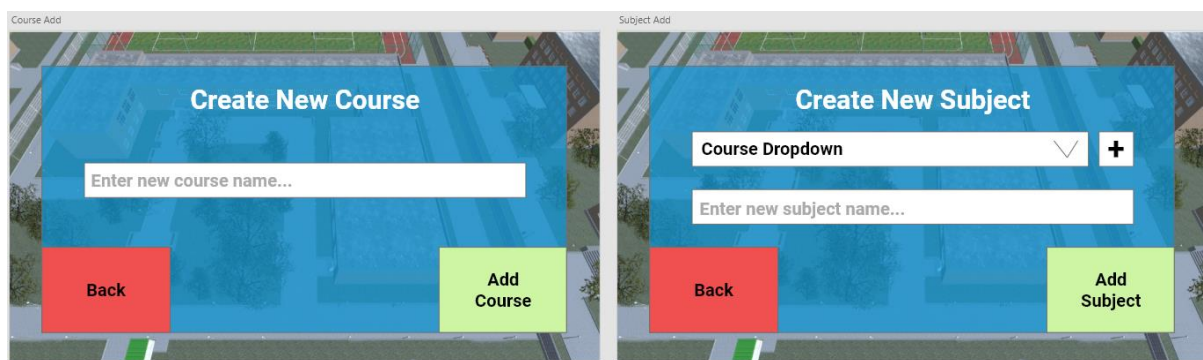 Course Add
Create New Course
Enter new course name...
Back
Add
Course
Subject Add
Create New Subject
Course Dropdown
+
Enter new subject name...
Back
Add
Subject